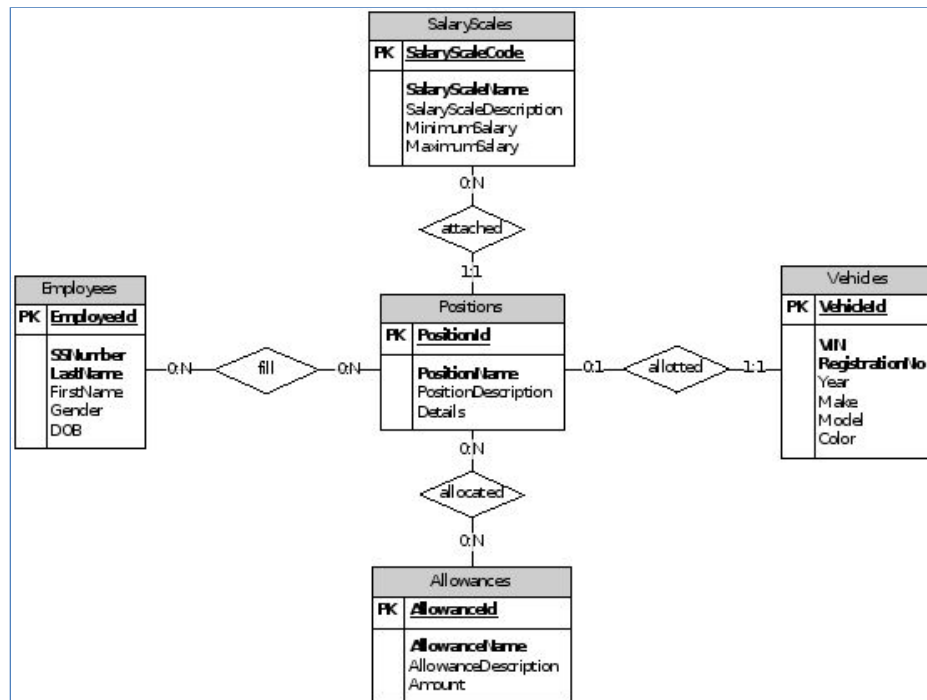 SalaryScales
PK SalaryScaleCode
SalaryScaleName
SalaryScaleDescription
MinimumSalary
MaximumSalary
0:N
attached
1:1
Employees
PK EmployeeId
SSNumber
LastName
FirstName
Gender
DOB
0:N
fill
0:N
Positions
PK PositionId
PositionName
PositionDescription
Details
0:1
allotted
1:1
Vehicles
PK VehicleId
VIN
RegistrationNo
Year
Make
Model
Color
0:N
allocated
0:N
Allowances
PK AllowanceId
AllowanceName
AllowanceDescription
Amount